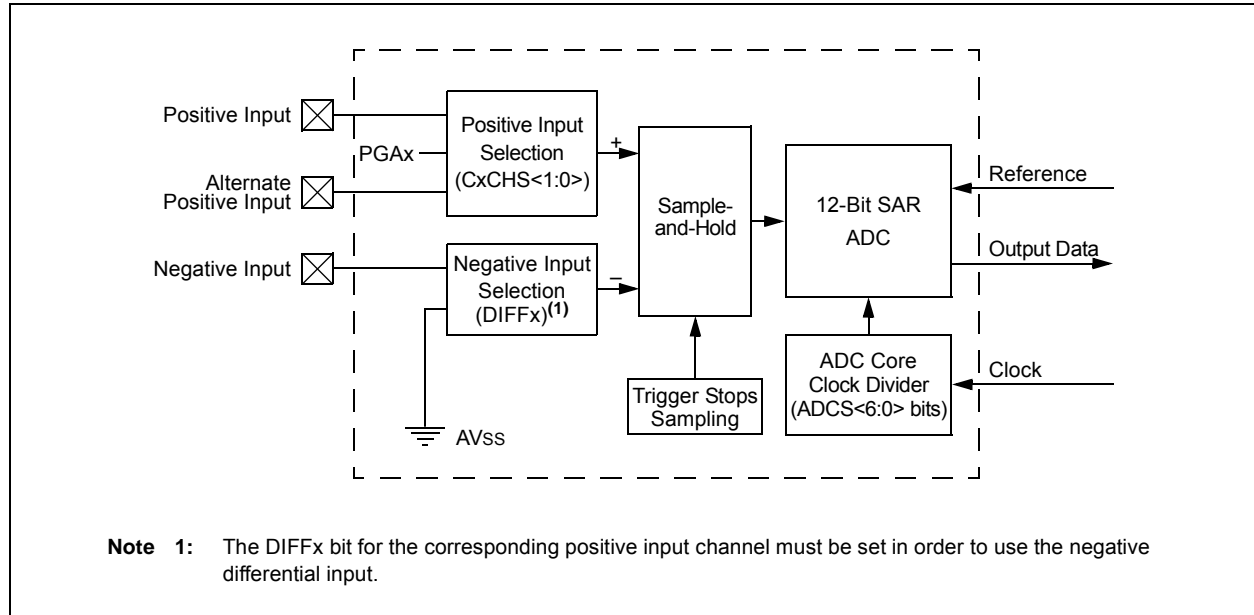 Positive Input
PGAx
Alternate
Positive Input
Negative Input
Positive Input
Selection
(CxCHS<1:0>)
Negative Input
Selection
(DIFFx)(1)
AVSS
+
–
Sample-
and-Hold
Trigger Stops
Sampling
12-Bit SAR
ADC
ADC Core
Clock Divider
(ADCS<6:0> bits)
Reference
Output Data
Clock
Note 1: The DIFFx bit for the corresponding positive input channel must be set in order to use the negative
differential input.